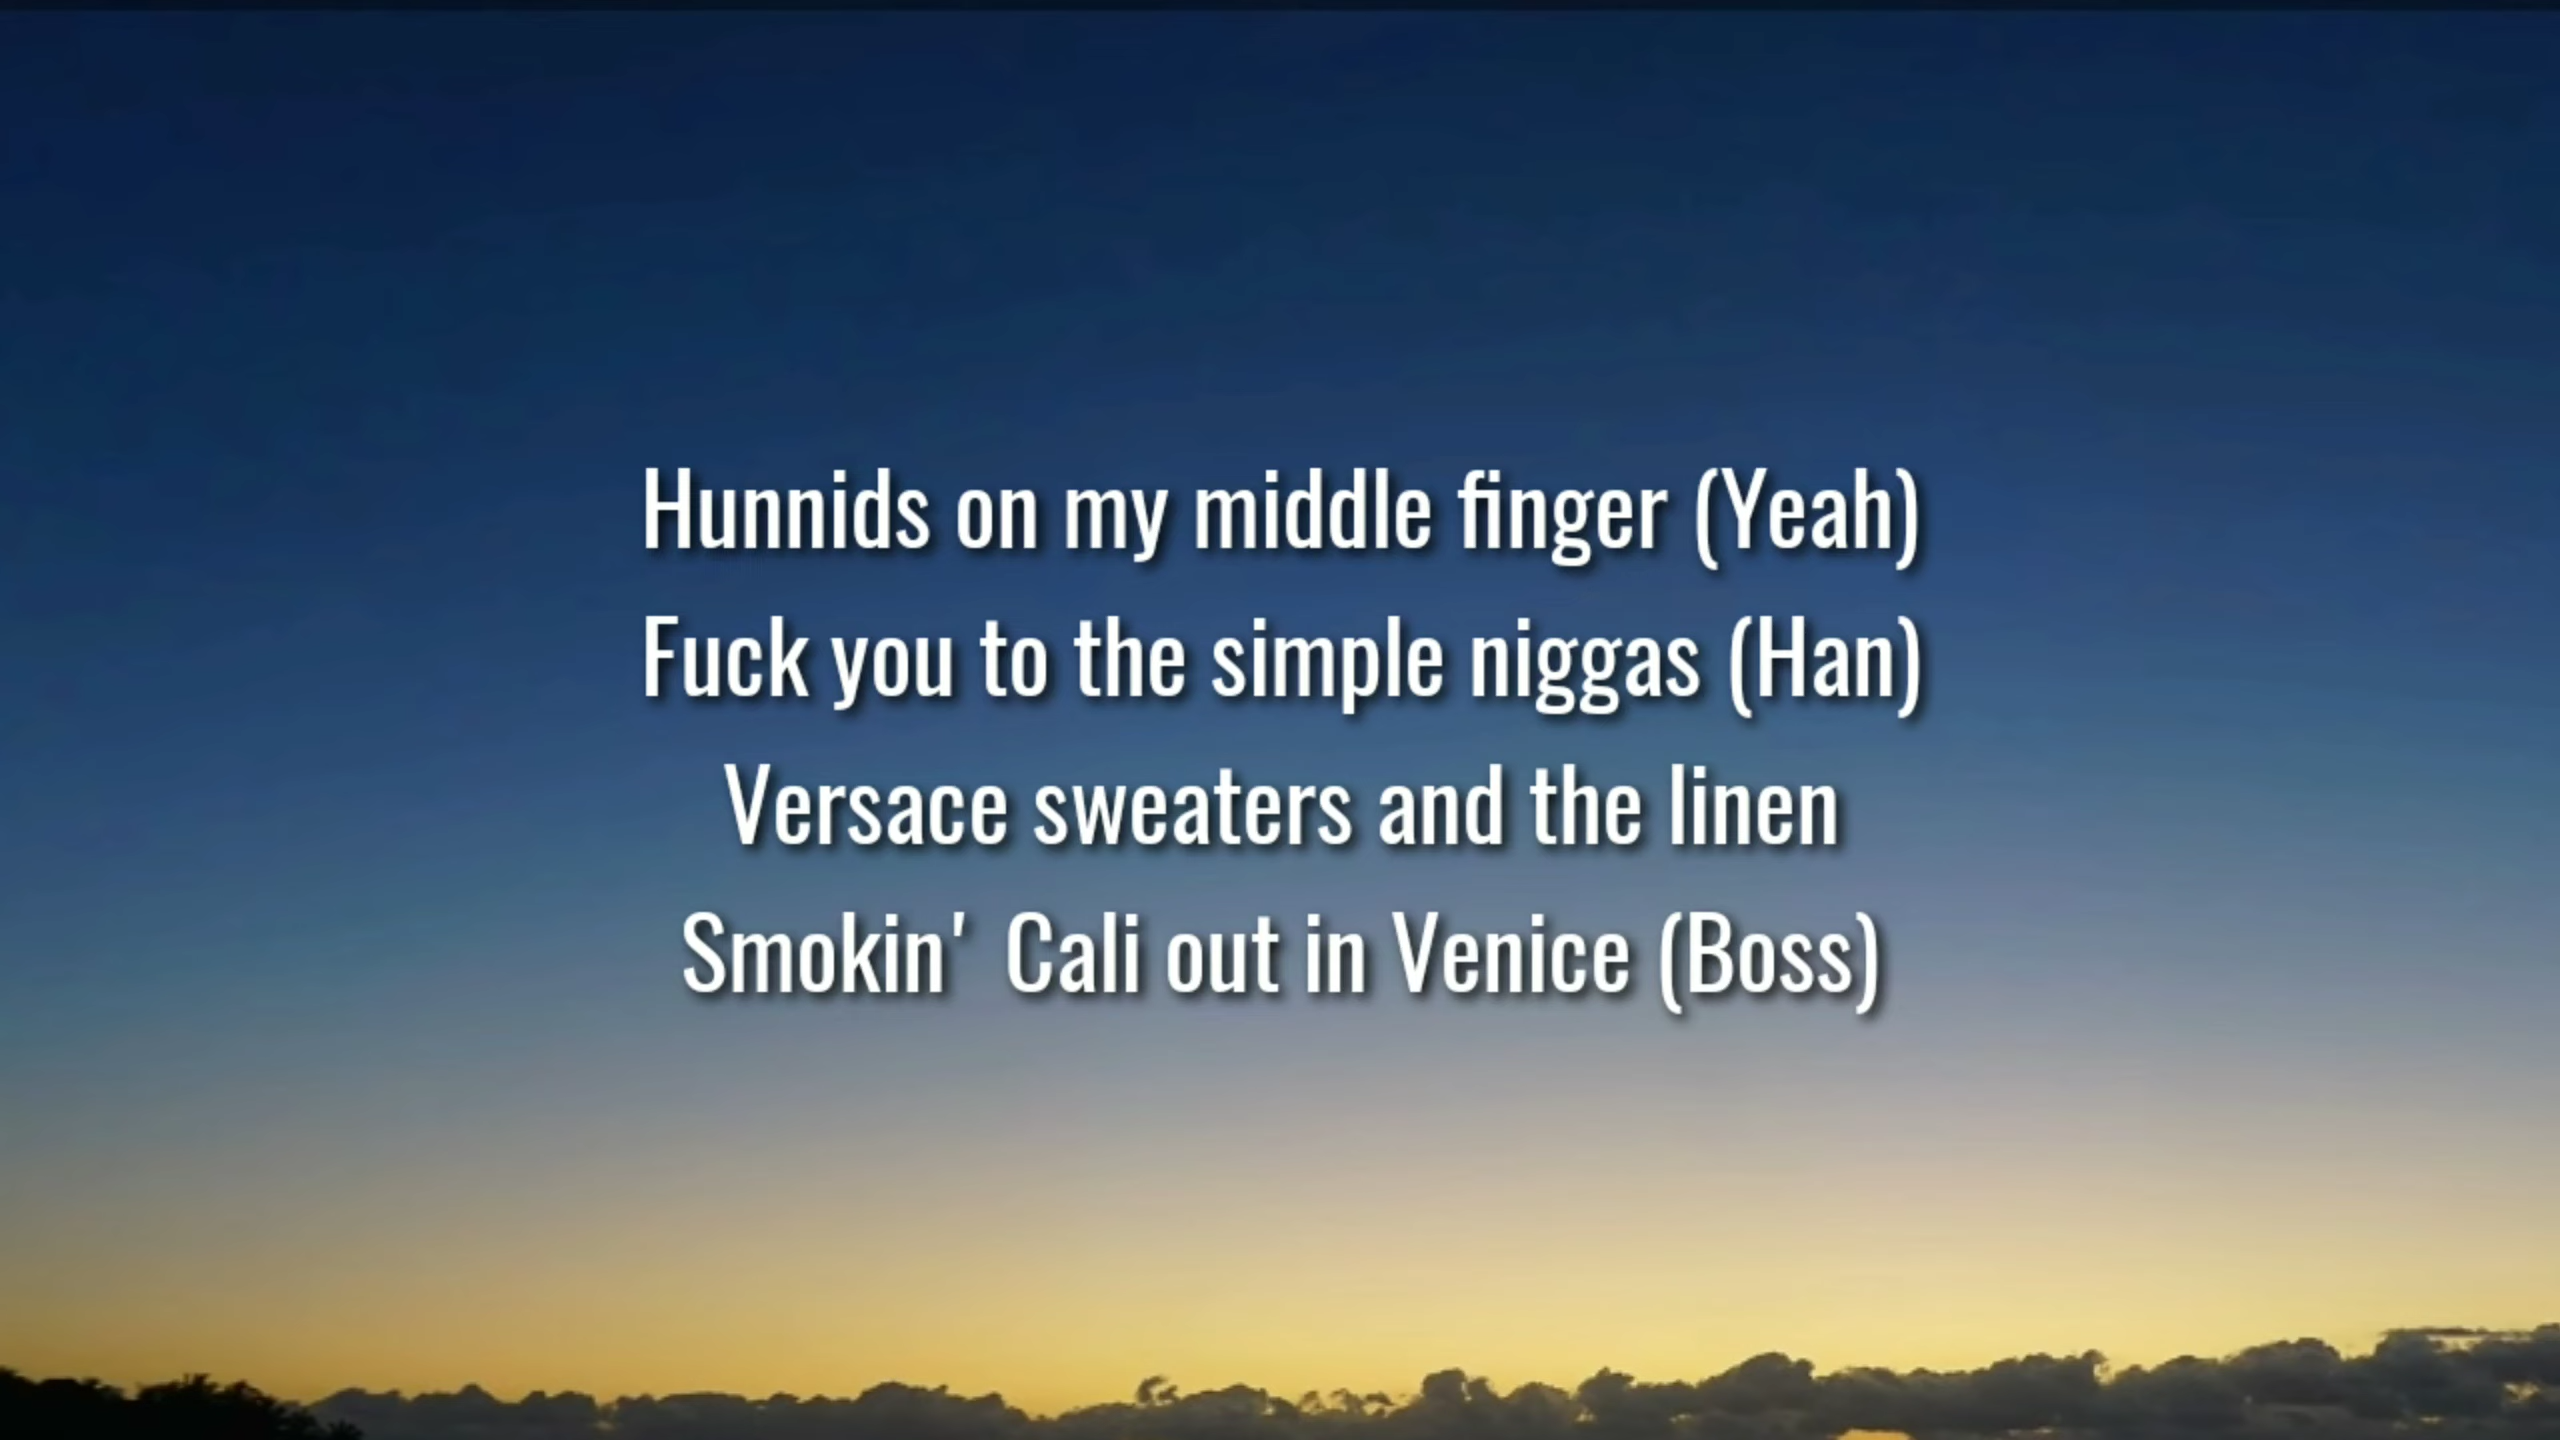 Hunnids on my middle finger (Yeah)
Fuck you to the simple niggas (Han)
Versace sweaters and the linen
Smokin' Cali out in Venice (Boss)